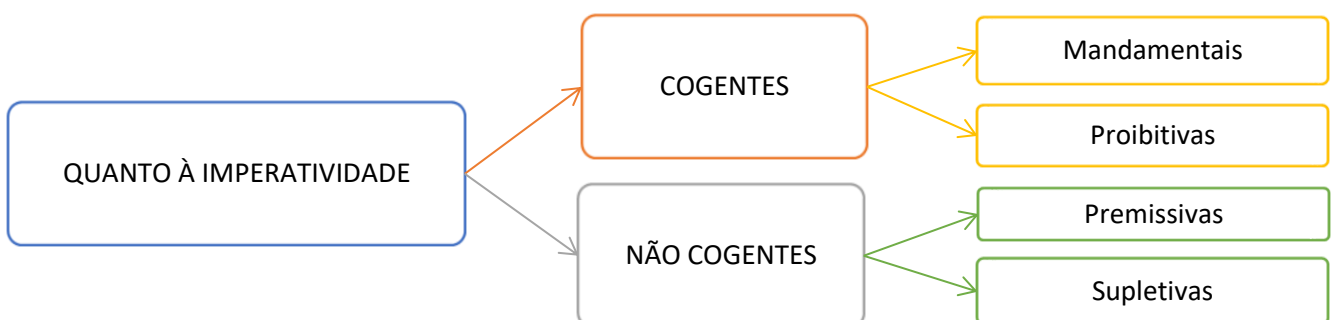 QUANTO À IMPERATIVIDADE
COGENTES
Mandamentais
Proibitivas
NÃO COGENTES
Premissivas
Supletivas